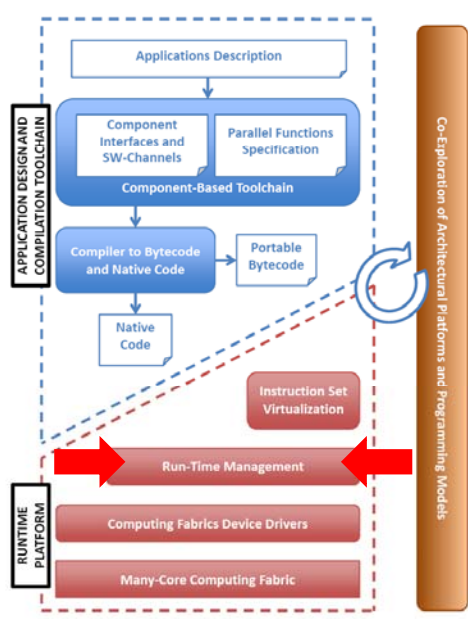 Applications Description
APPLICATION DESIGN AND
COMPILATION TOOLCHAIN
Component
Interfaces and
SW-Channels
Parallel Functions
Specification
Component-Based Toolchain
Compiler to Bytecode
and Native Code
Portable
Bytecode
Native
Code
Co-Exploration of Architectural Platforms and Programming Models
Instruction Set
Virtualization
Run-Time Management
RUNTIME
PLATFORM
Computing Fabrics Device Drivers
Many-Core Computing Fabric